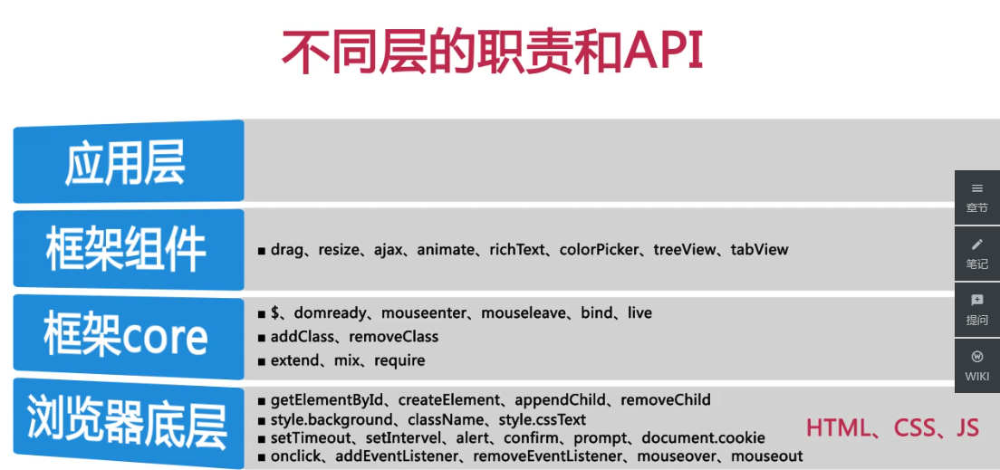 不同层的职责和API
应用层
框架组件
■ drag、resize、ajax、animate、richText、colorPicker、treeView、tabView
框架core
■ $、domready、mouseenter、mouseleave、bind、live
■ addClass、removeClass
■ extend、mix、require
浏览器底层
■ getElementById、createElement、appendChild、removeChild
■ style.background、className、style.cssText
■ setTimeout、setIntervel、alert、confirm、prompt、document.cookie
■ onclick、addEventListener、removeEventListener、mouseover、mouseout
HTML、CSS、JS
章节
笔记
提问
WIKI